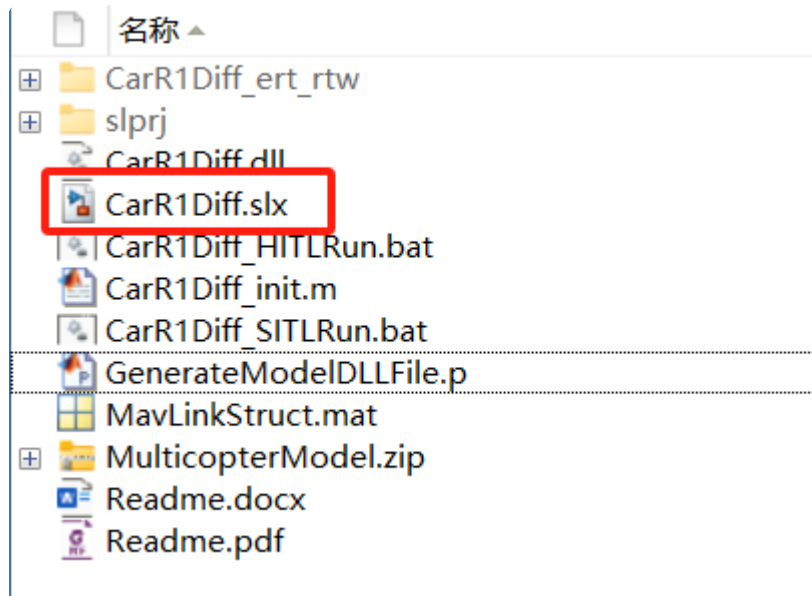 名称
CarR1Diff_ert_rtw
slprj
CarR1Diff.dll
CarR1Diff.slx
CarR1Diff_HITLRun.bat
CarR1Diff_init.m
CarR1Diff_SITLRun.bat
GenerateModelDLLFile.p
MavLinkStruct.mat
MulticopterModel.zip
Readme.docx
Readme.pdf